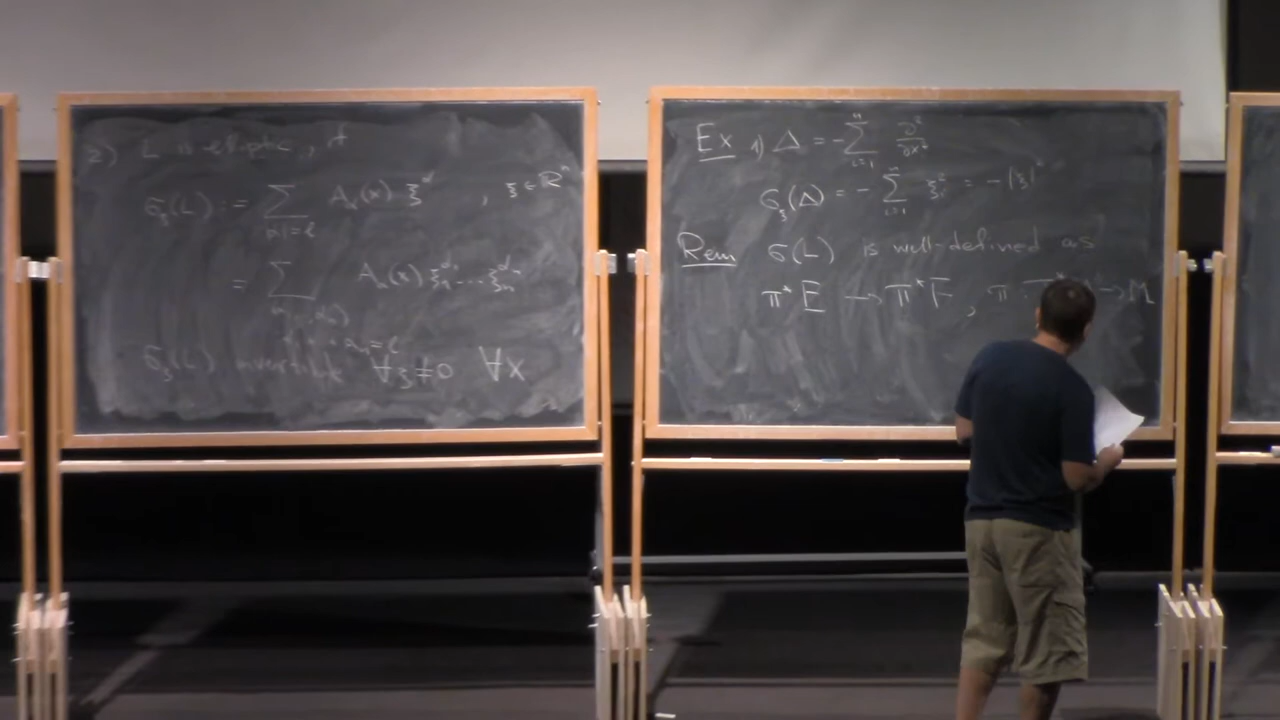 2) L is elliptic, if
σ_ξ(L) := Σ_{|α|=ℓ} A_α(x) ξ^α , ξ ∈ ℝ^n
= Σ_{(α_1...α_n) α_1+...+α_n=ℓ} A_α(x) ξ_1^{α_1} ... ξ_n^{α_n}
σ_ξ(L) invertible ∀ξ≠0 ∀x
Ex 1) Δ = -Σ_{i=1}^n ∂²/∂x_i²
σ_ξ(Δ) = -Σ_{i=1}^n ξ_i² = -|ξ|²
Rem σ(L) is well-defined as
π*E → π*F , π: T* → M